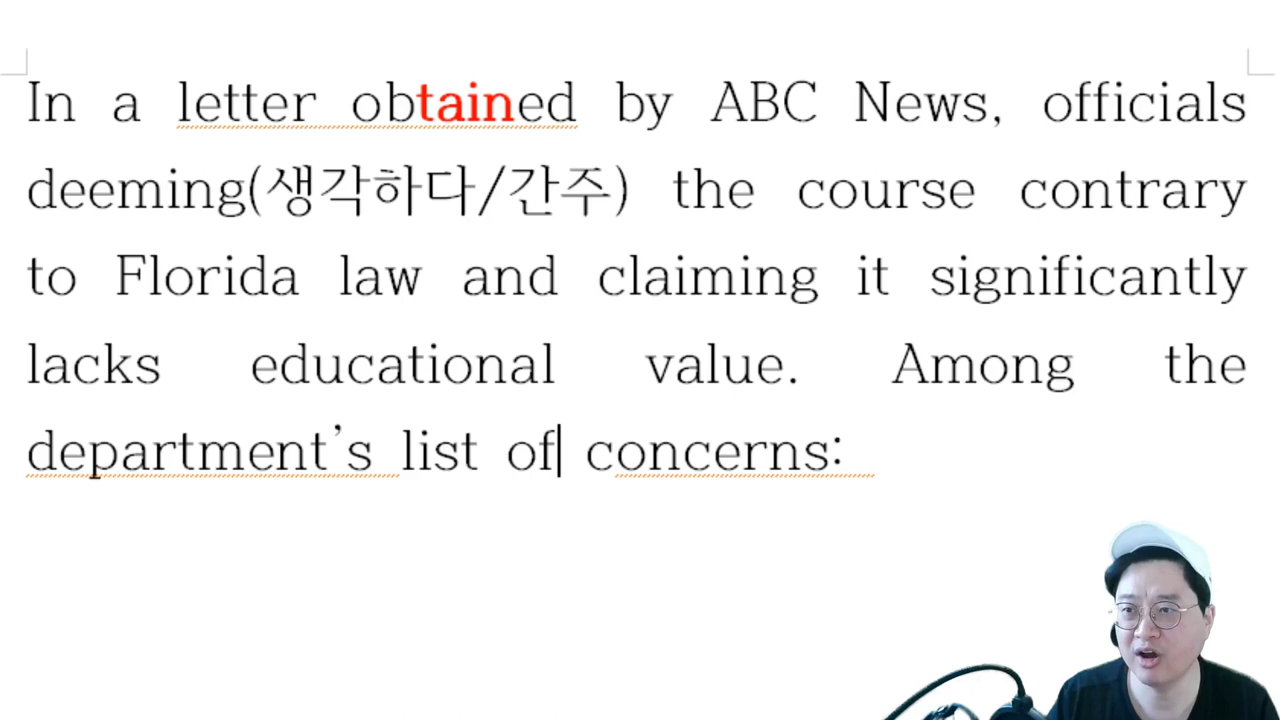 In a letter obtained by ABC News, officials
deeming(생각하다/간주) the course contrary
to Florida law and claiming it significantly
lacks educational value. Among the
department's list of concerns: